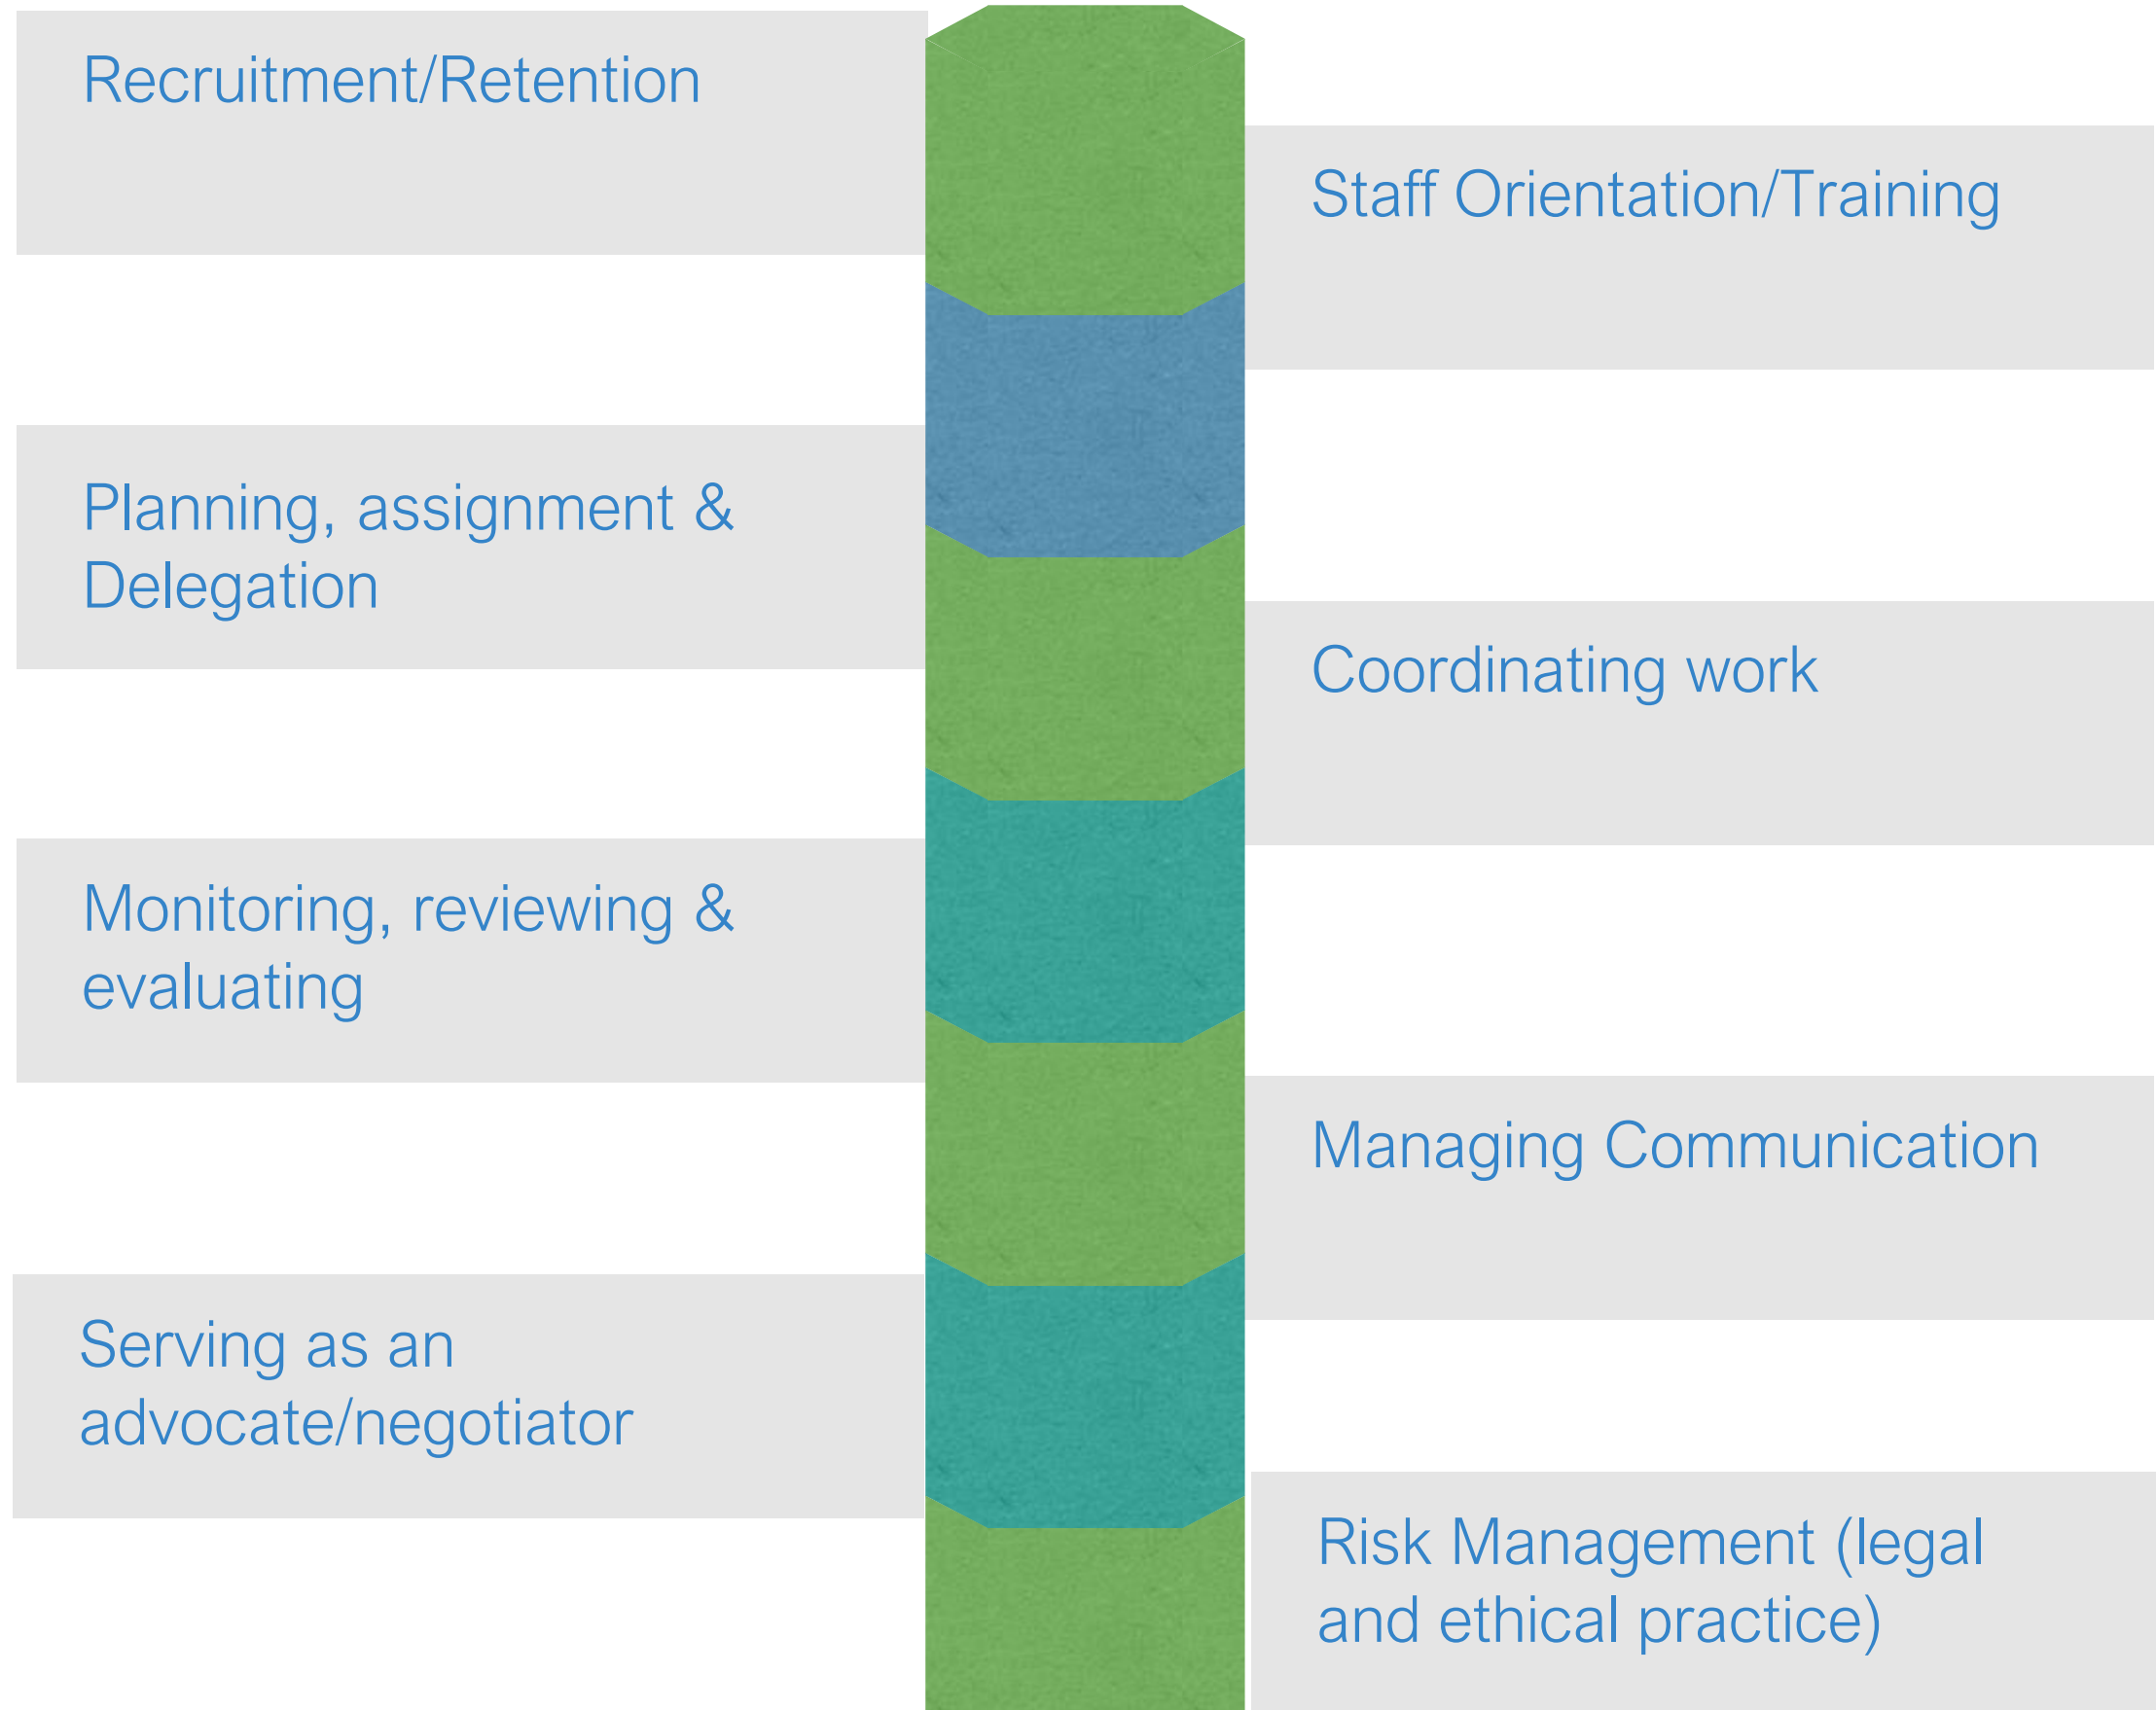 Recruitment/Retention
Staff Orientation/Training
Planning, assignment &
Delegation
Coordinating work
Monitoring, reviewing &
evaluating
Managing Communication
Serving as an
advocate/negotiator
Risk Management (legal
and ethical practice)